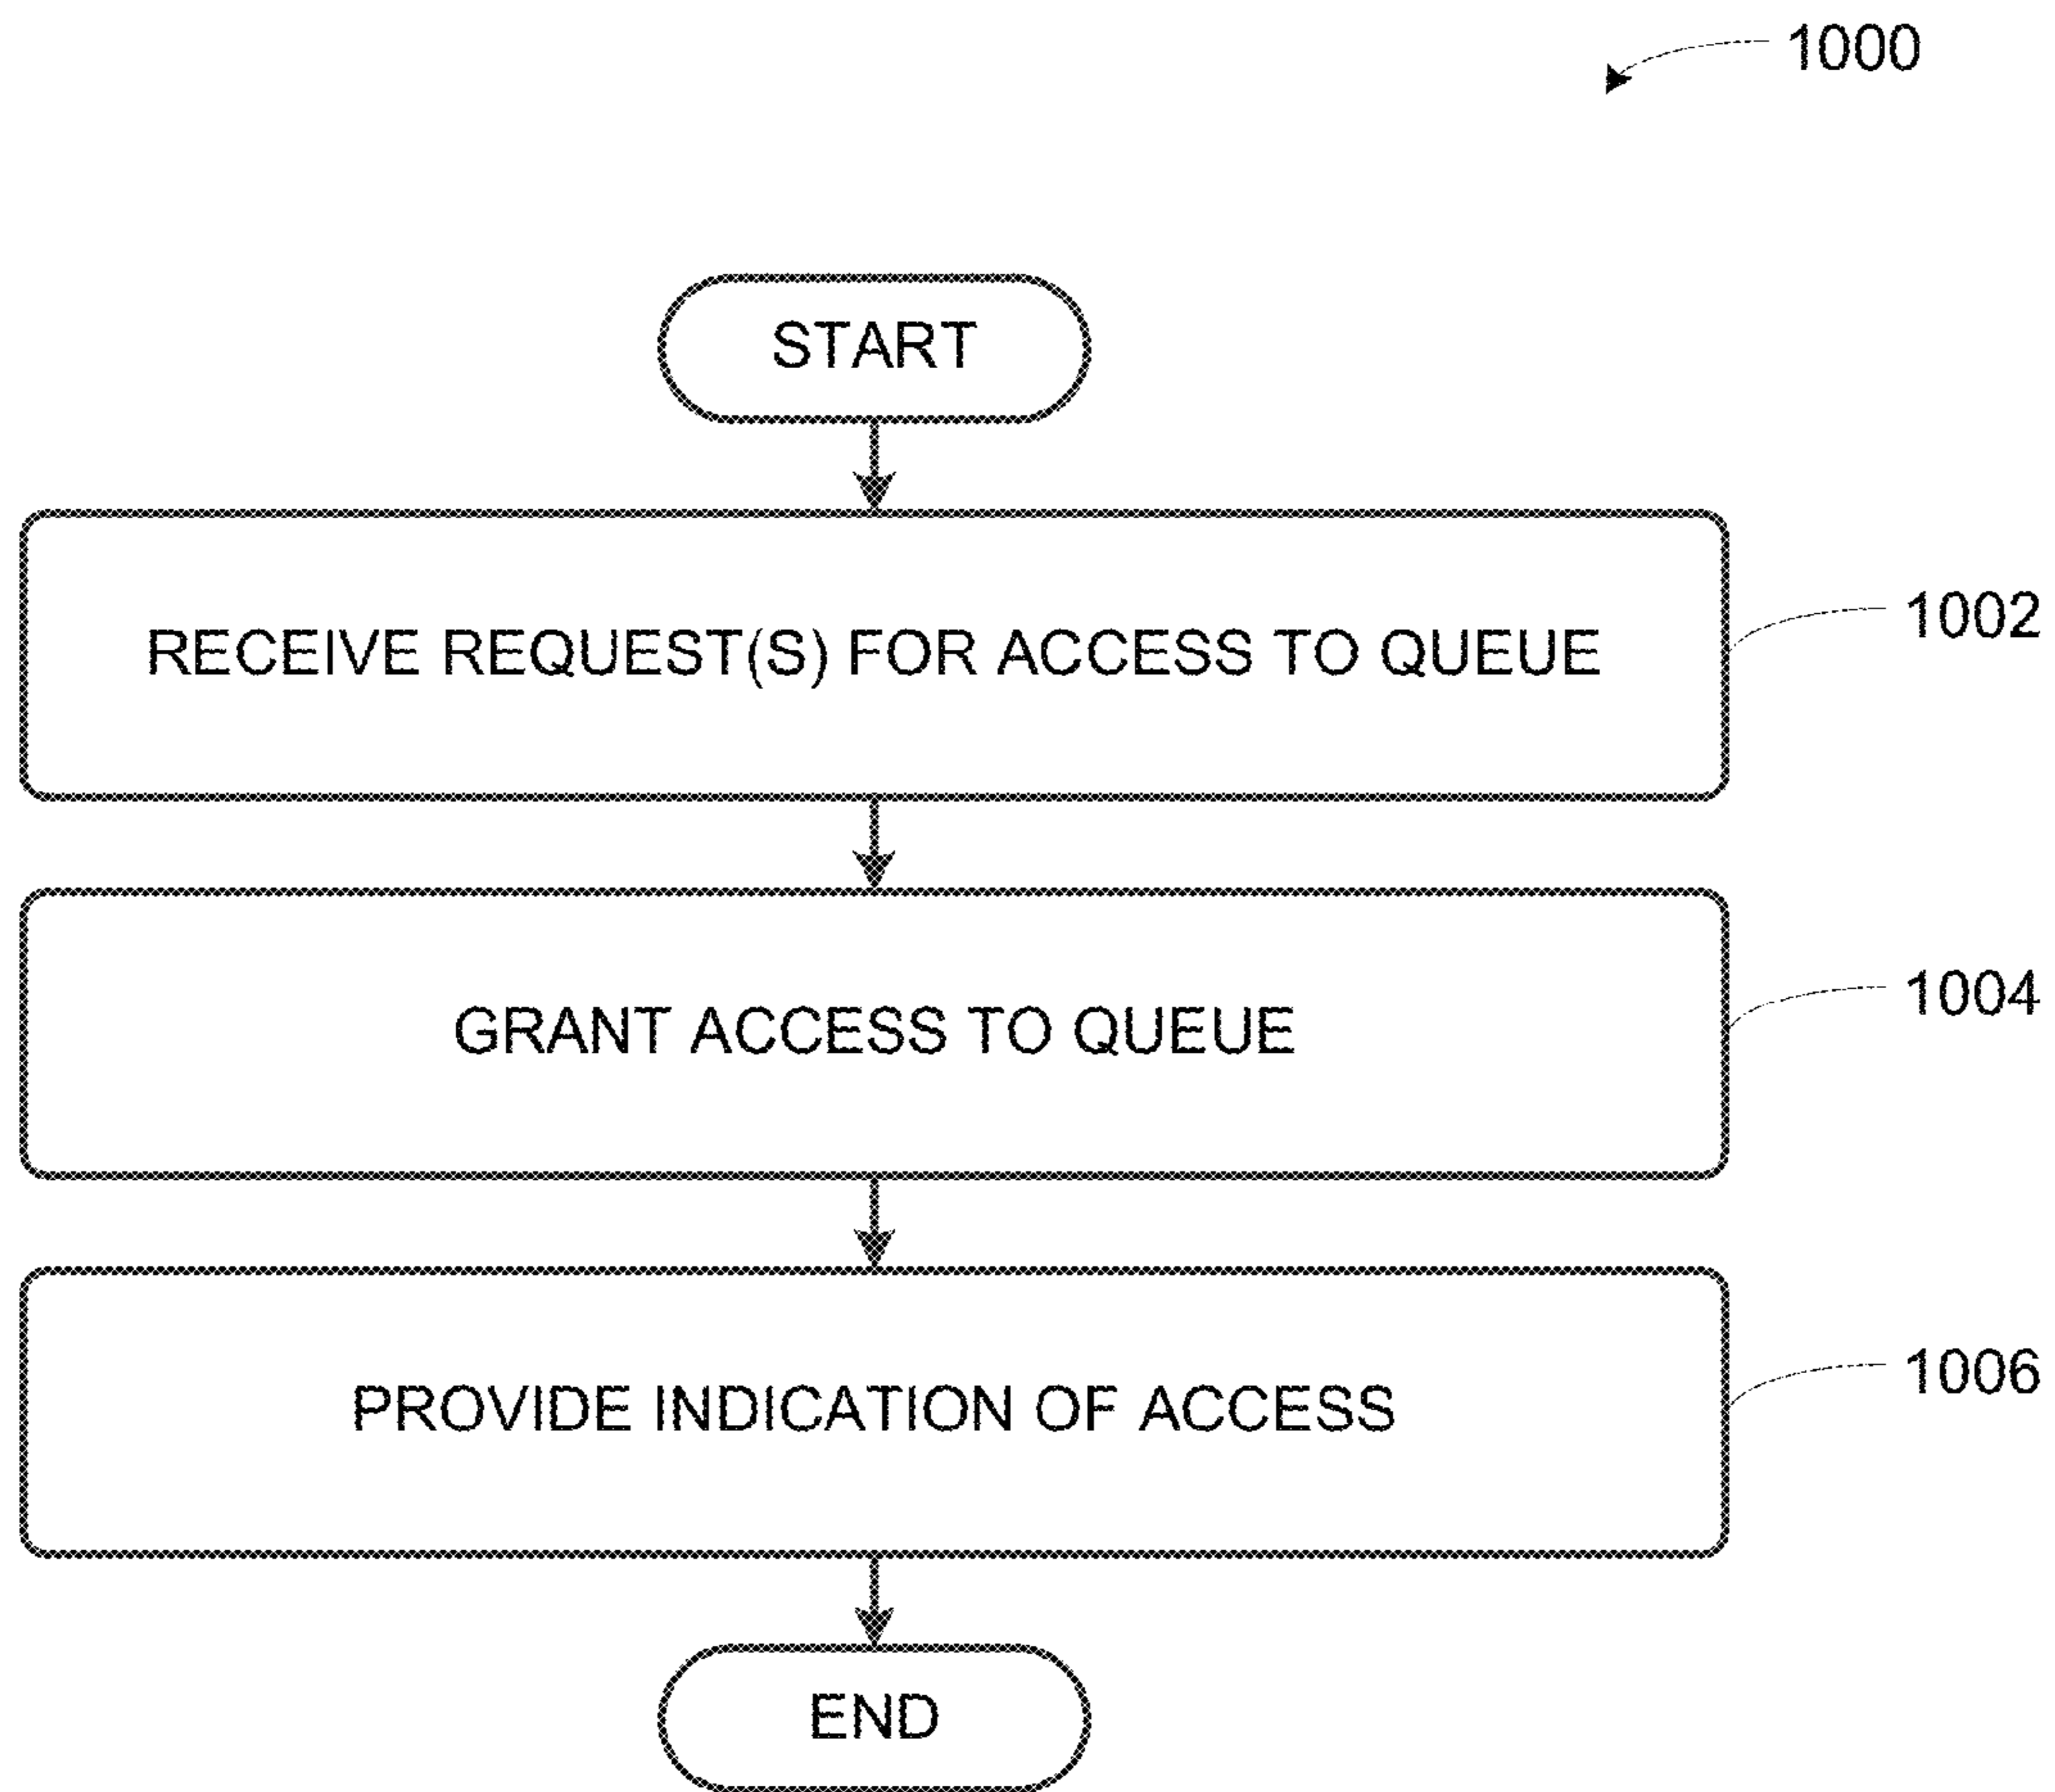 1000
START
RECEIVE REQUEST(S) FOR ACCESS TO QUEUE
1002
GRANT ACCESS TO QUEUE
1004
PROVIDE INDICATION OF ACCESS
1006
END